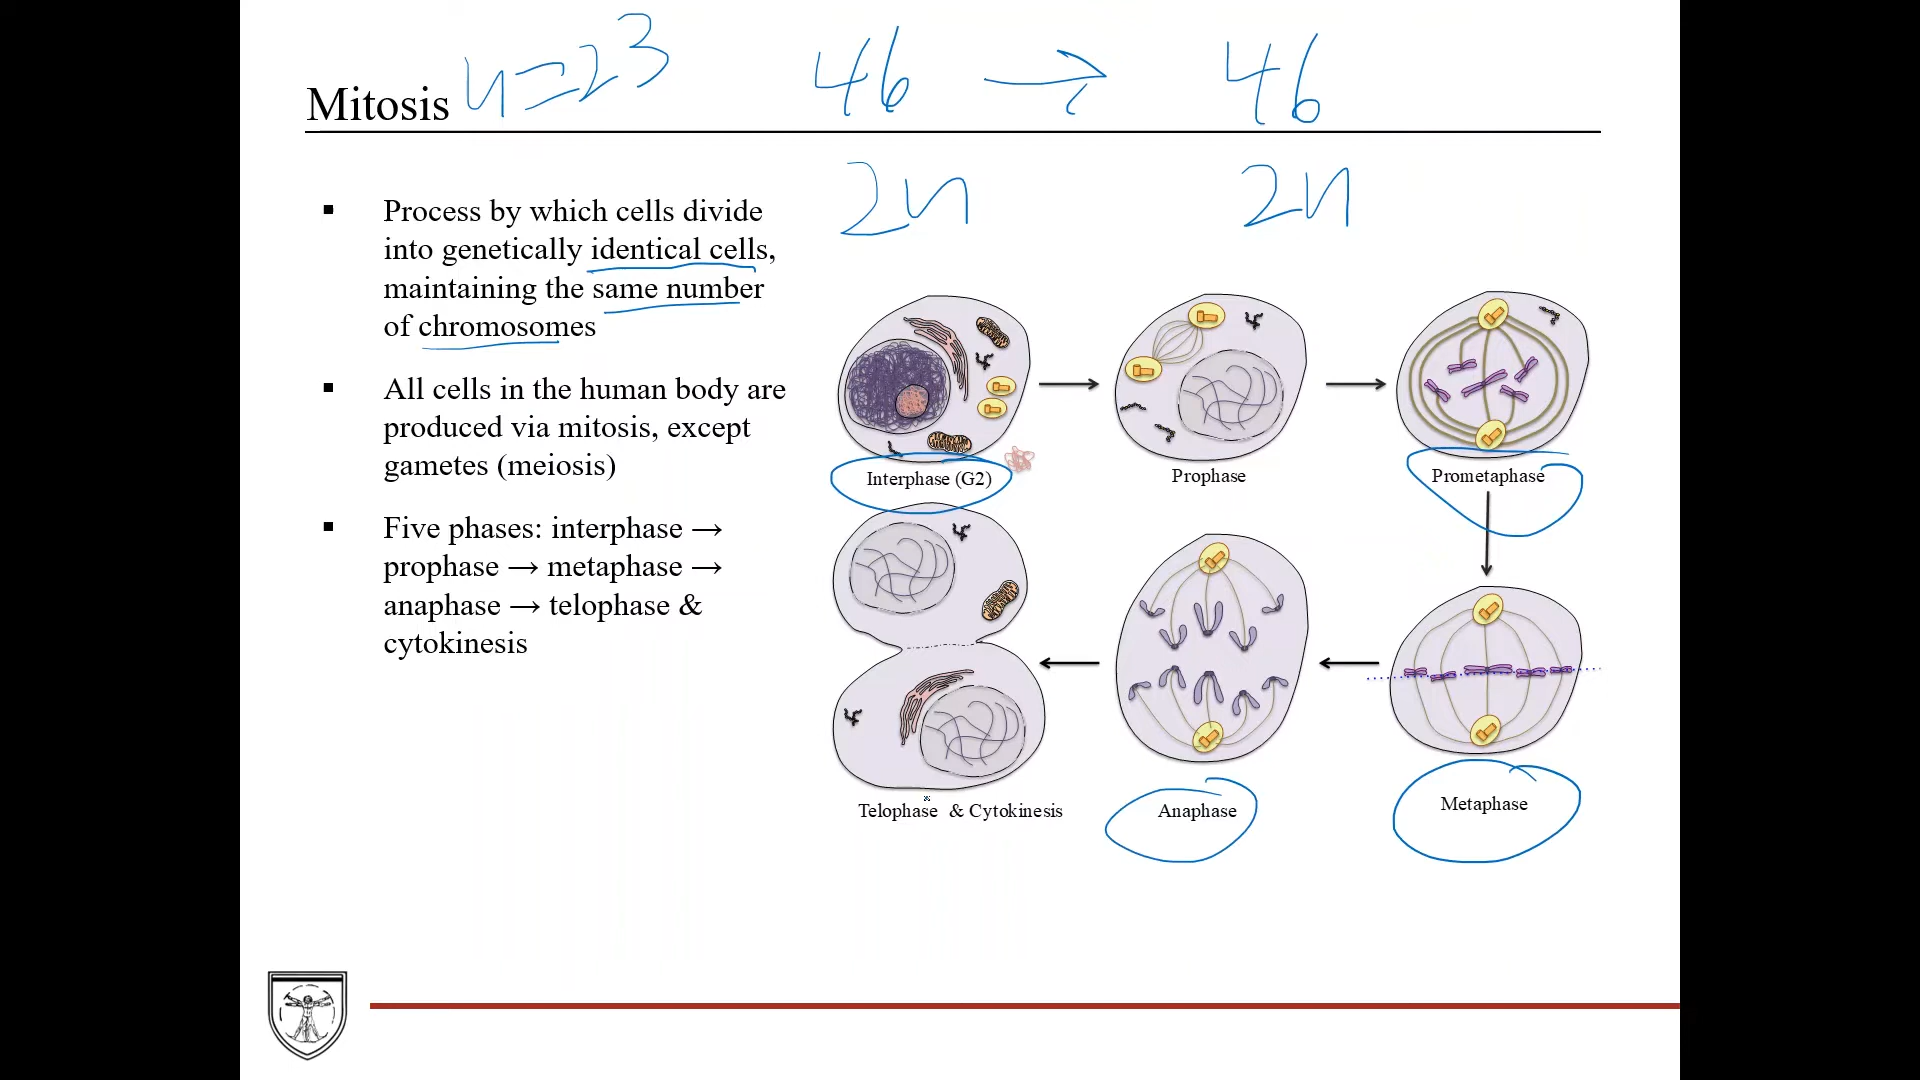 n=23 46 → 46
Mitosis
2n 2n
▪ Process by which cells divide
into genetically identical cells,
maintaining the same number
of chromosomes
▪ All cells in the human body are
produced via mitosis, except
gametes (meiosis)
▪ Five phases: interphase →
prophase → metaphase →
anaphase → telophase &
cytokinesis
Interphase (G2)
Prophase
Prometaphase
Telophase & Cytokinesis
Anaphase
Metaphase